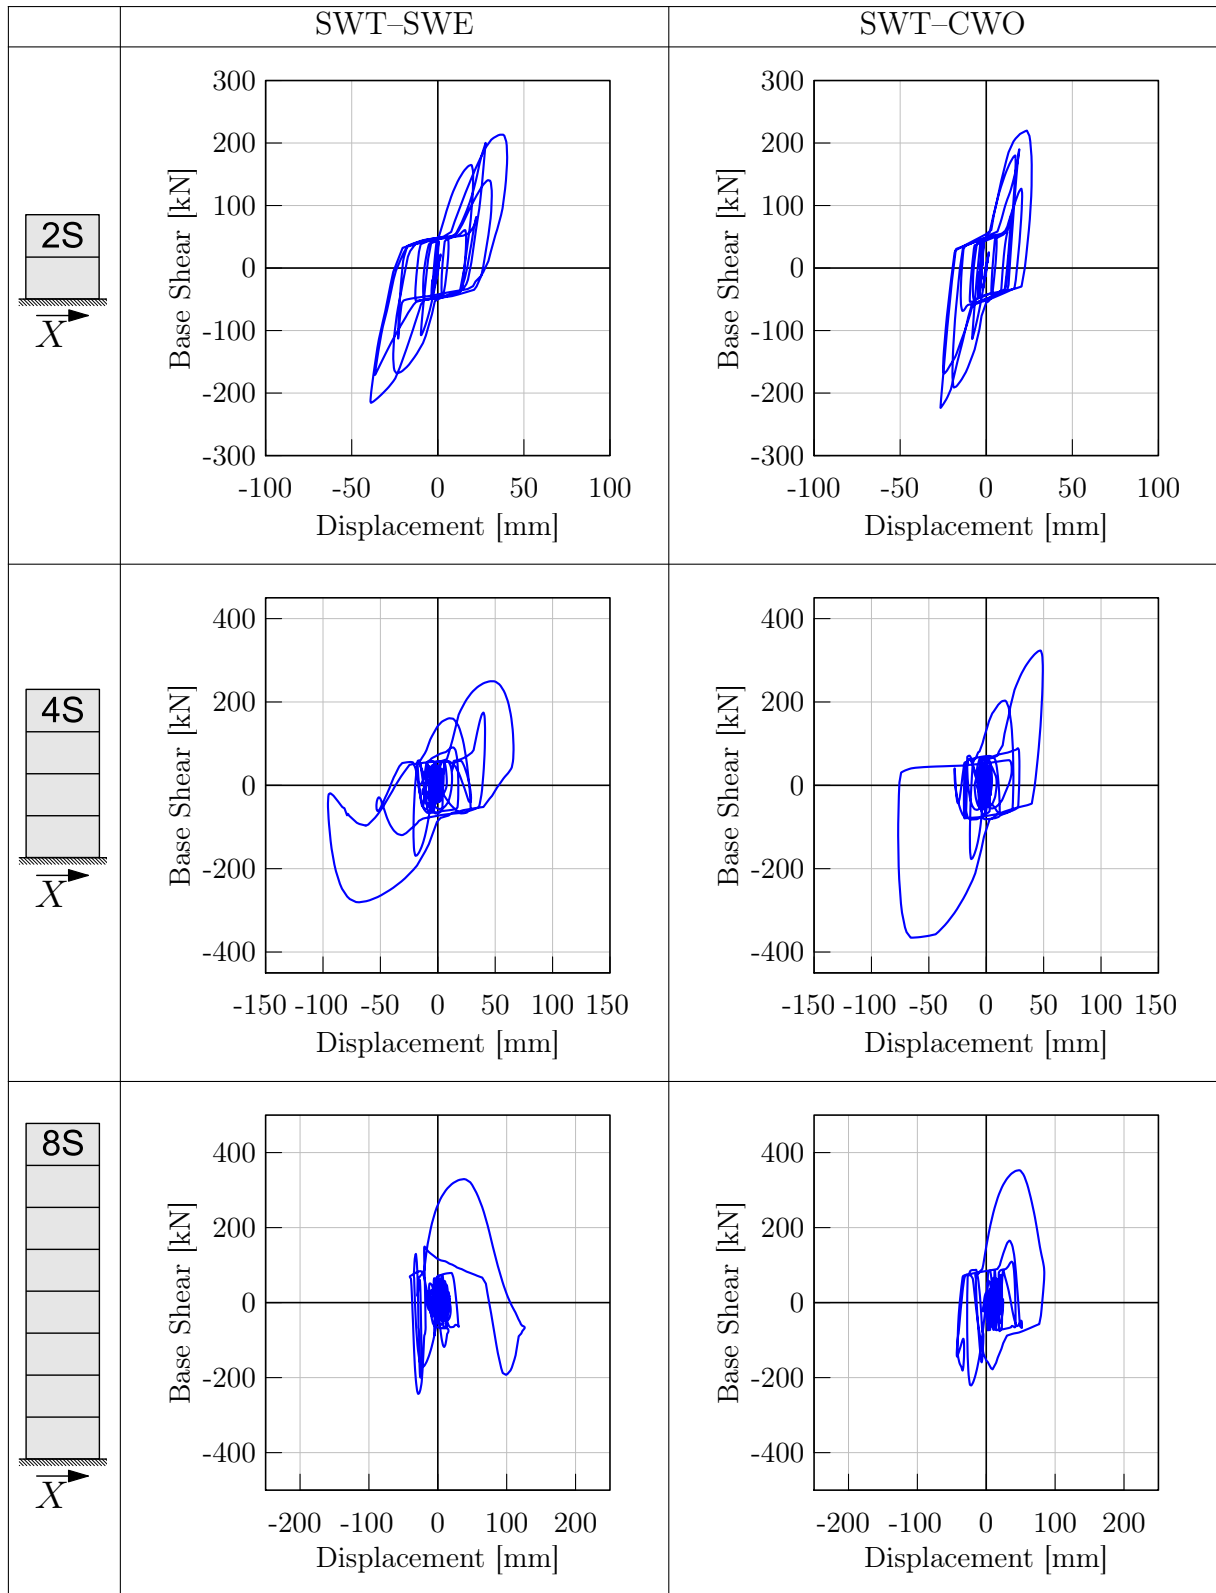 SWT–SWE
SWT–CWO
2S
X
300
200
100
0
-100
-200
-300
-100 -50 0 50 100
Base Shear [kN]
Displacement [mm]
300
200
100
0
-100
-200
-300
-100 -50 0 50 100
Base Shear [kN]
Displacement [mm]
4S
X
400
200
0
-200
-400
-150 -100 -50 0 50 100 150
Base Shear [kN]
Displacement [mm]
400
200
0
-200
-400
-150 -100 -50 0 50 100 150
Base Shear [kN]
Displacement [mm]
8S
X
400
200
0
-200
-400
-200 -100 0 100 200
Base Shear [kN]
Displacement [mm]
400
200
0
-200
-400
-200 -100 0 100 200
Base Shear [kN]
Displacement [mm]